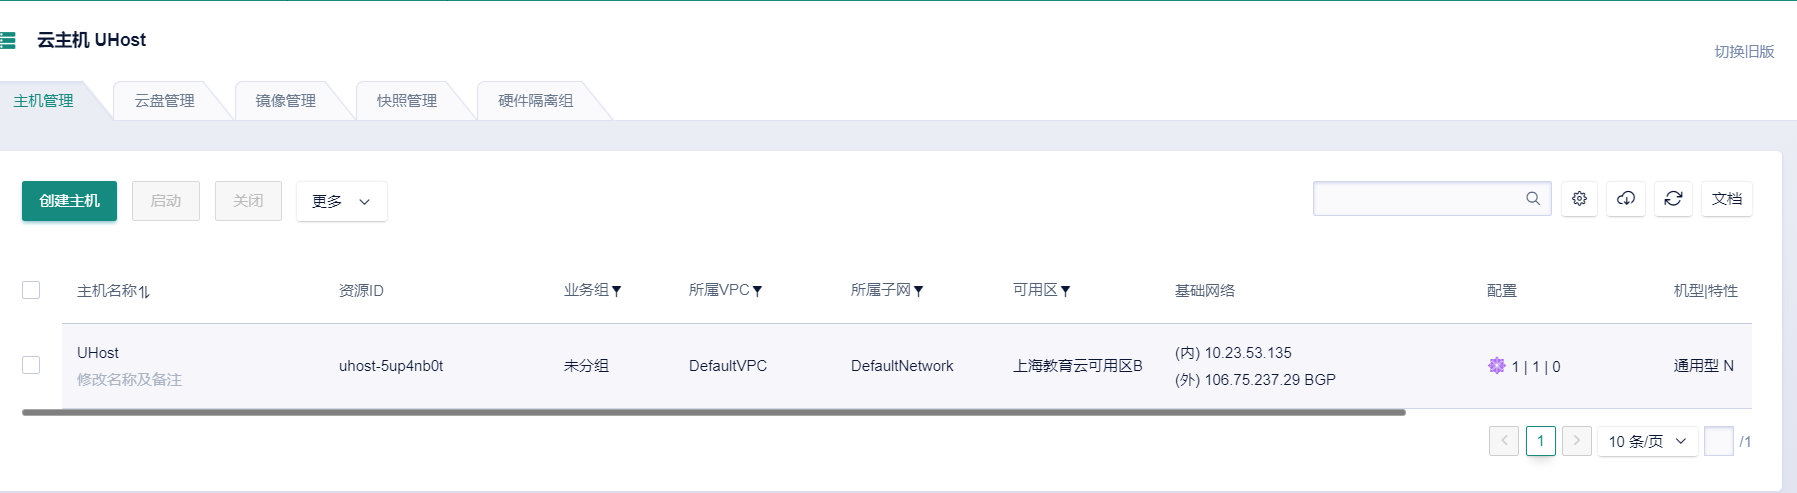 云主机 UHost
切换旧版
主机管理 云盘管理 镜像管理 快照管理 硬件隔离组
创建主机 启动 关闭 更多 文档
主机名称 资源ID 业务组 所属VPC 所属子网 可用区 基础网络 配置 机型|特性
UHost
修改名称及备注
uhost-5up4nb0t
未分组
DefaultVPC
DefaultNetwork
上海教育云可用区B
(内) 10.23.53.135
(外) 106.75.237.29 BGP
1 | 1 | 0
通用型 N
1 10 条/页 /1